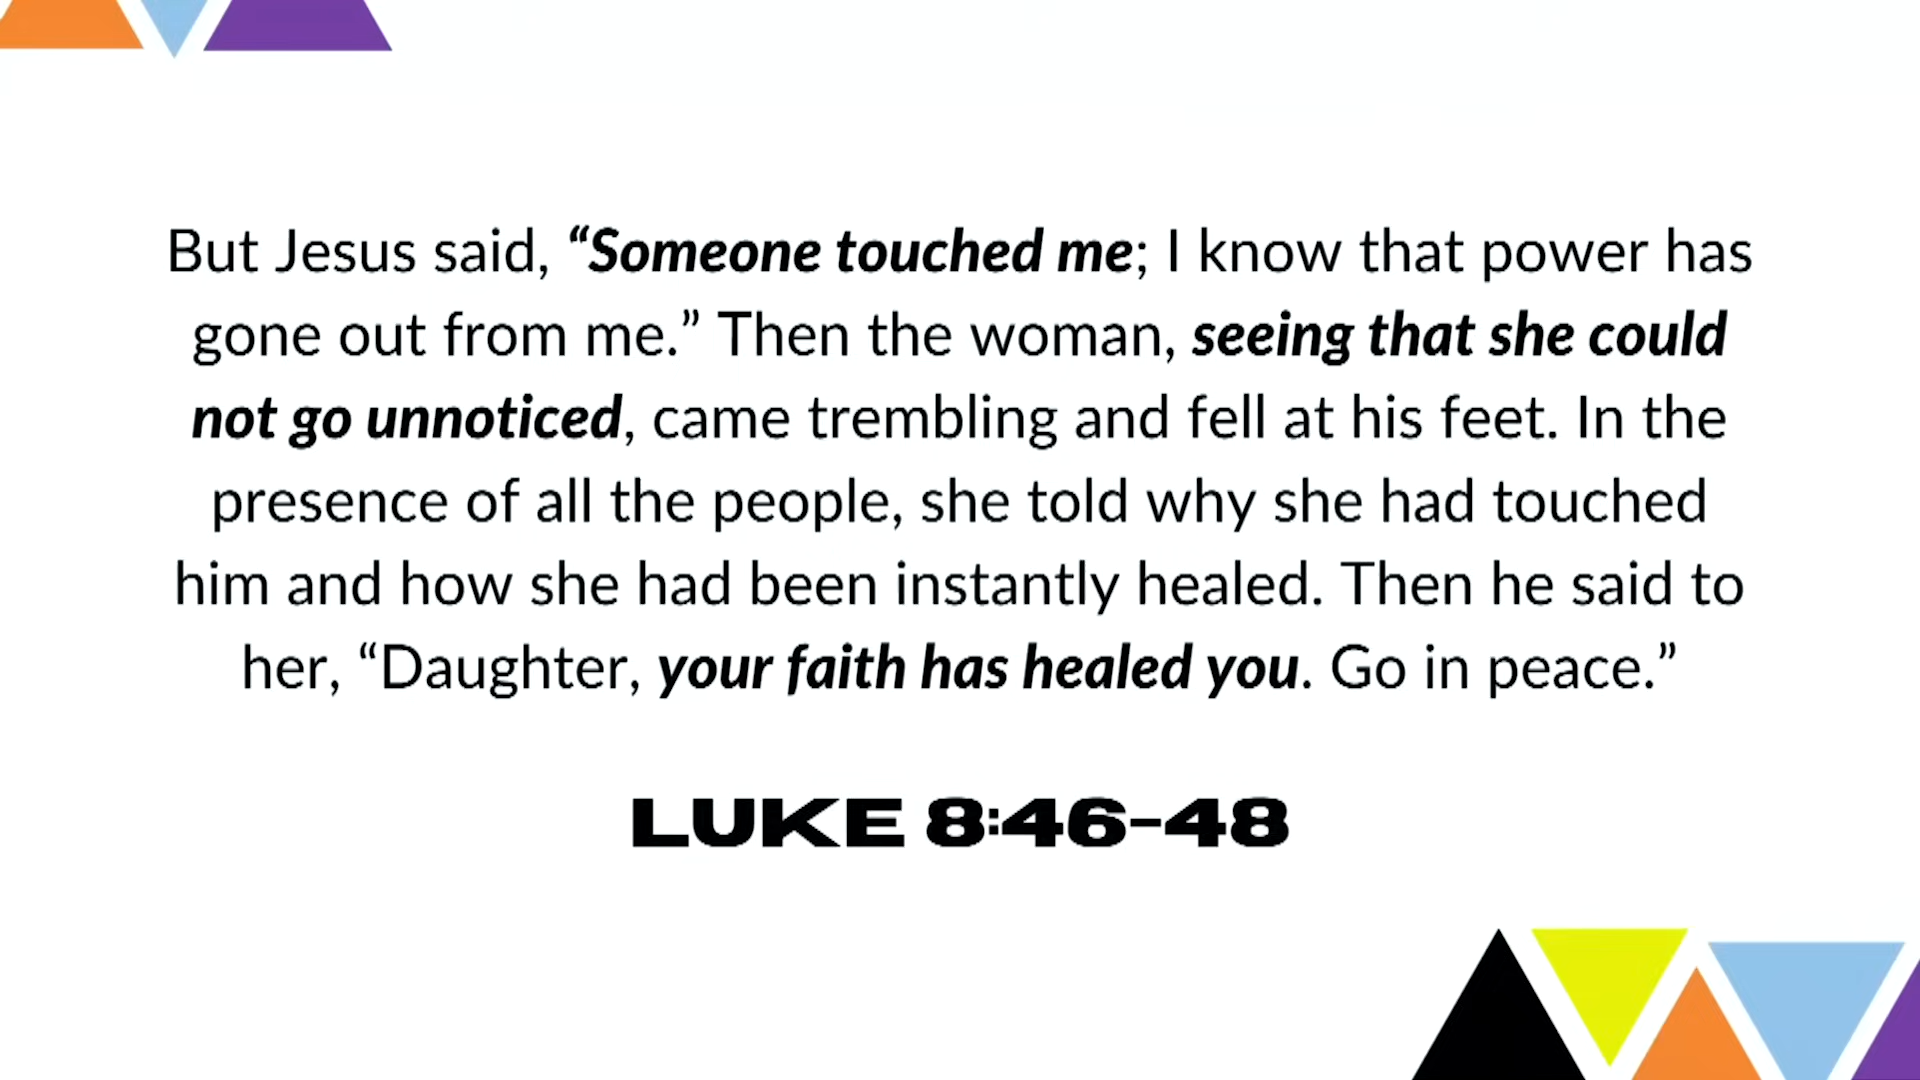 But Jesus said, “Someone touched me; I know that power has
gone out from me.” Then the woman, seeing that she could
not go unnoticed, came trembling and fell at his feet. In the
presence of all the people, she told why she had touched
him and how she had been instantly healed. Then he said to
her, “Daughter, your faith has healed you. Go in peace.”
LUKE 8:46-48